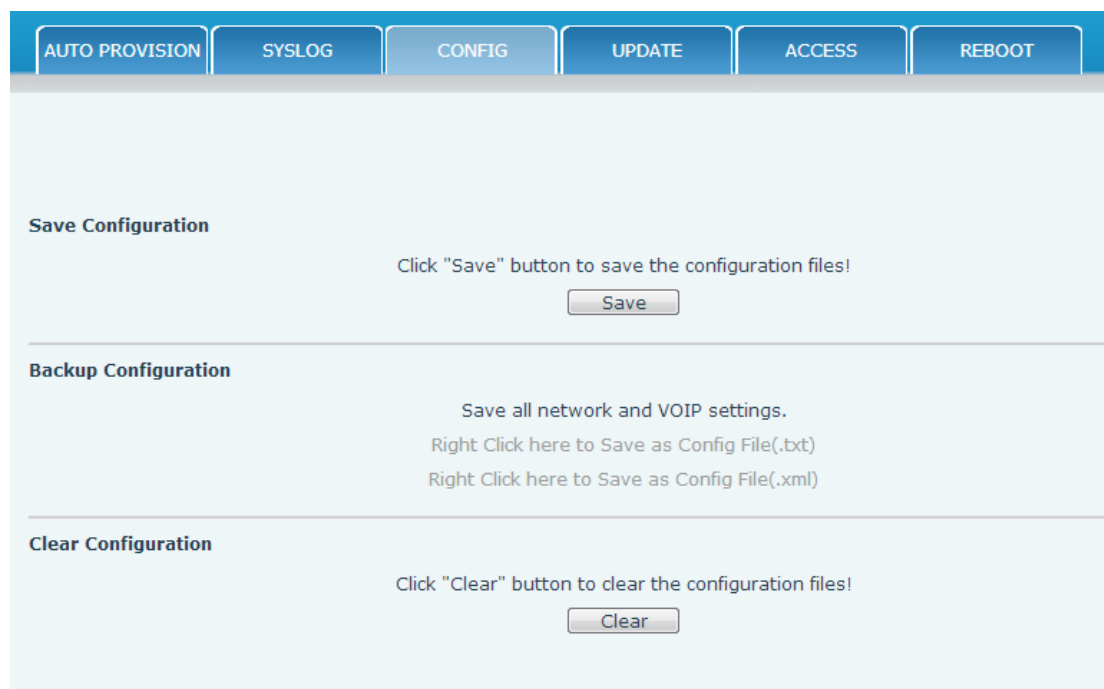 AUTO PROVISION SYSLOG CONFIG UPDATE ACCESS REBOOT
Save Configuration
Click "Save" button to save the configuration files!
Save
Backup Configuration
Save all network and VOIP settings.
Right Click here to Save as Config File(.txt)
Right Click here to Save as Config File(.xml)
Clear Configuration
Click "Clear" button to clear the configuration files!
Clear